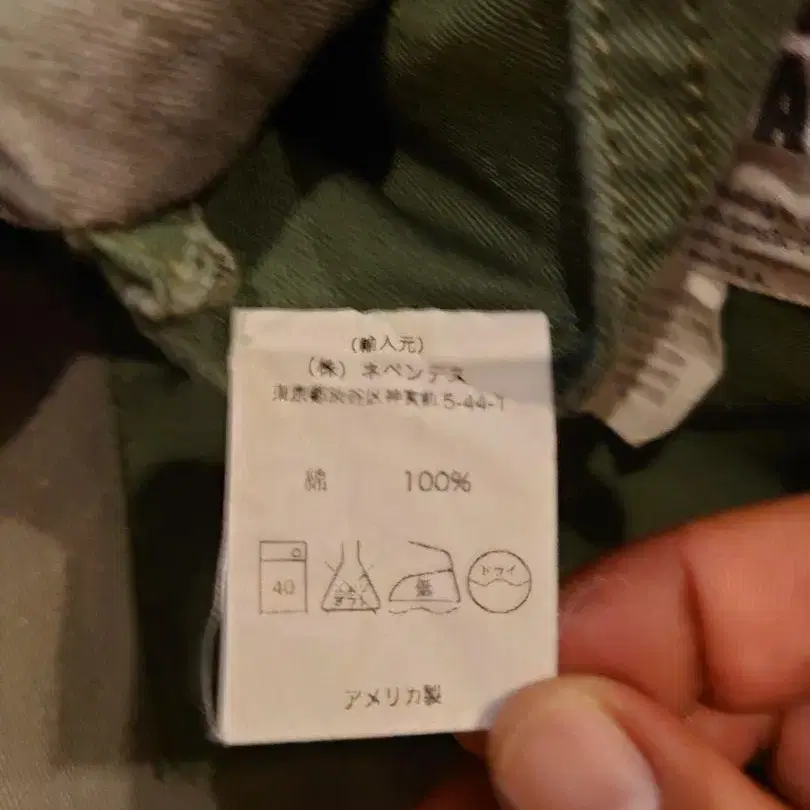 (輸入元)
(株) ネペンテス
東京都渋谷区神宮前 5-44-1
綿 100%
40 低 ドライ
アメリカ製
A